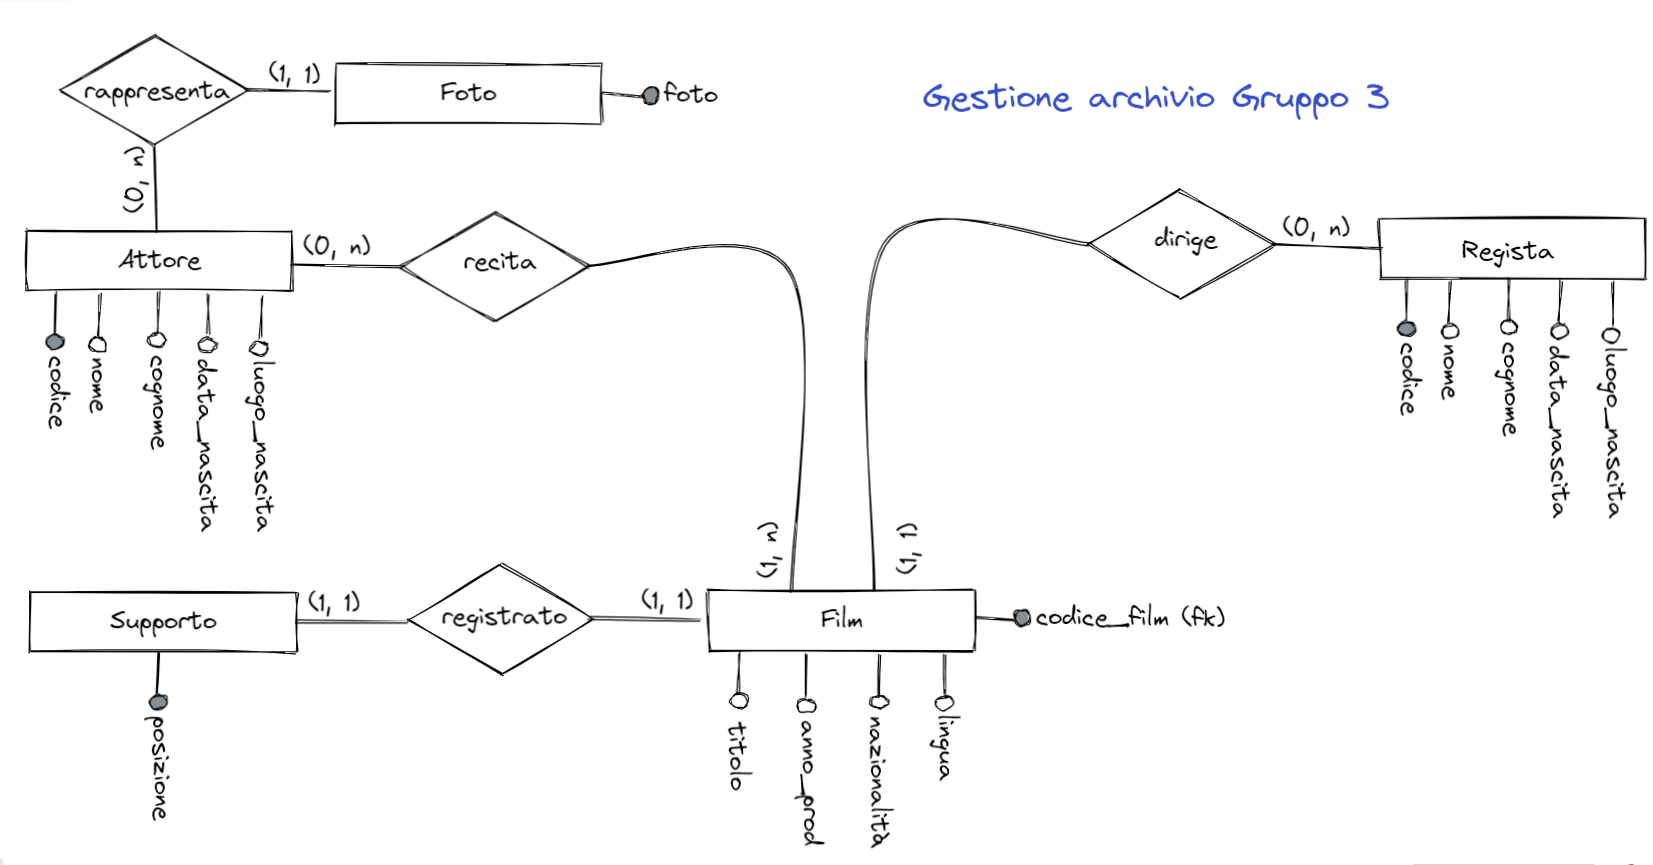 Gestione archivio Gruppo 3
rappresenta
(1, 1)
Foto
foto
(0, n)
Attore
(0, n)
recita
codice
nome
cognome
data_nascita
luogo_nascita
(1, n)
dirige
(0, n)
Regista
codice
nome
cognome
data_nascita
luogo_nascita
(1, 1)
Supporto
(1, 1)
registrato
(1, 1)
Film
codice_film (fk)
posizione
titolo
anno_prod
nazionalità
lingua